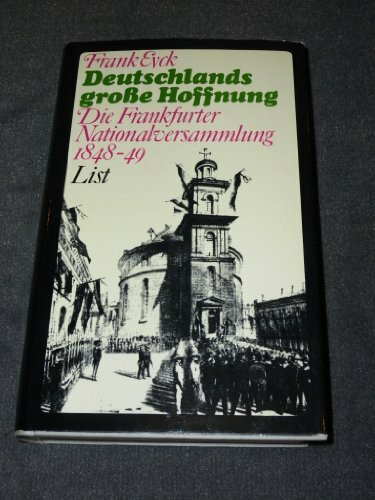 Frank Eyck
Deutschlands
große Hoffnung
Die Frankfurter
Nationalversammlung
1848-49
List